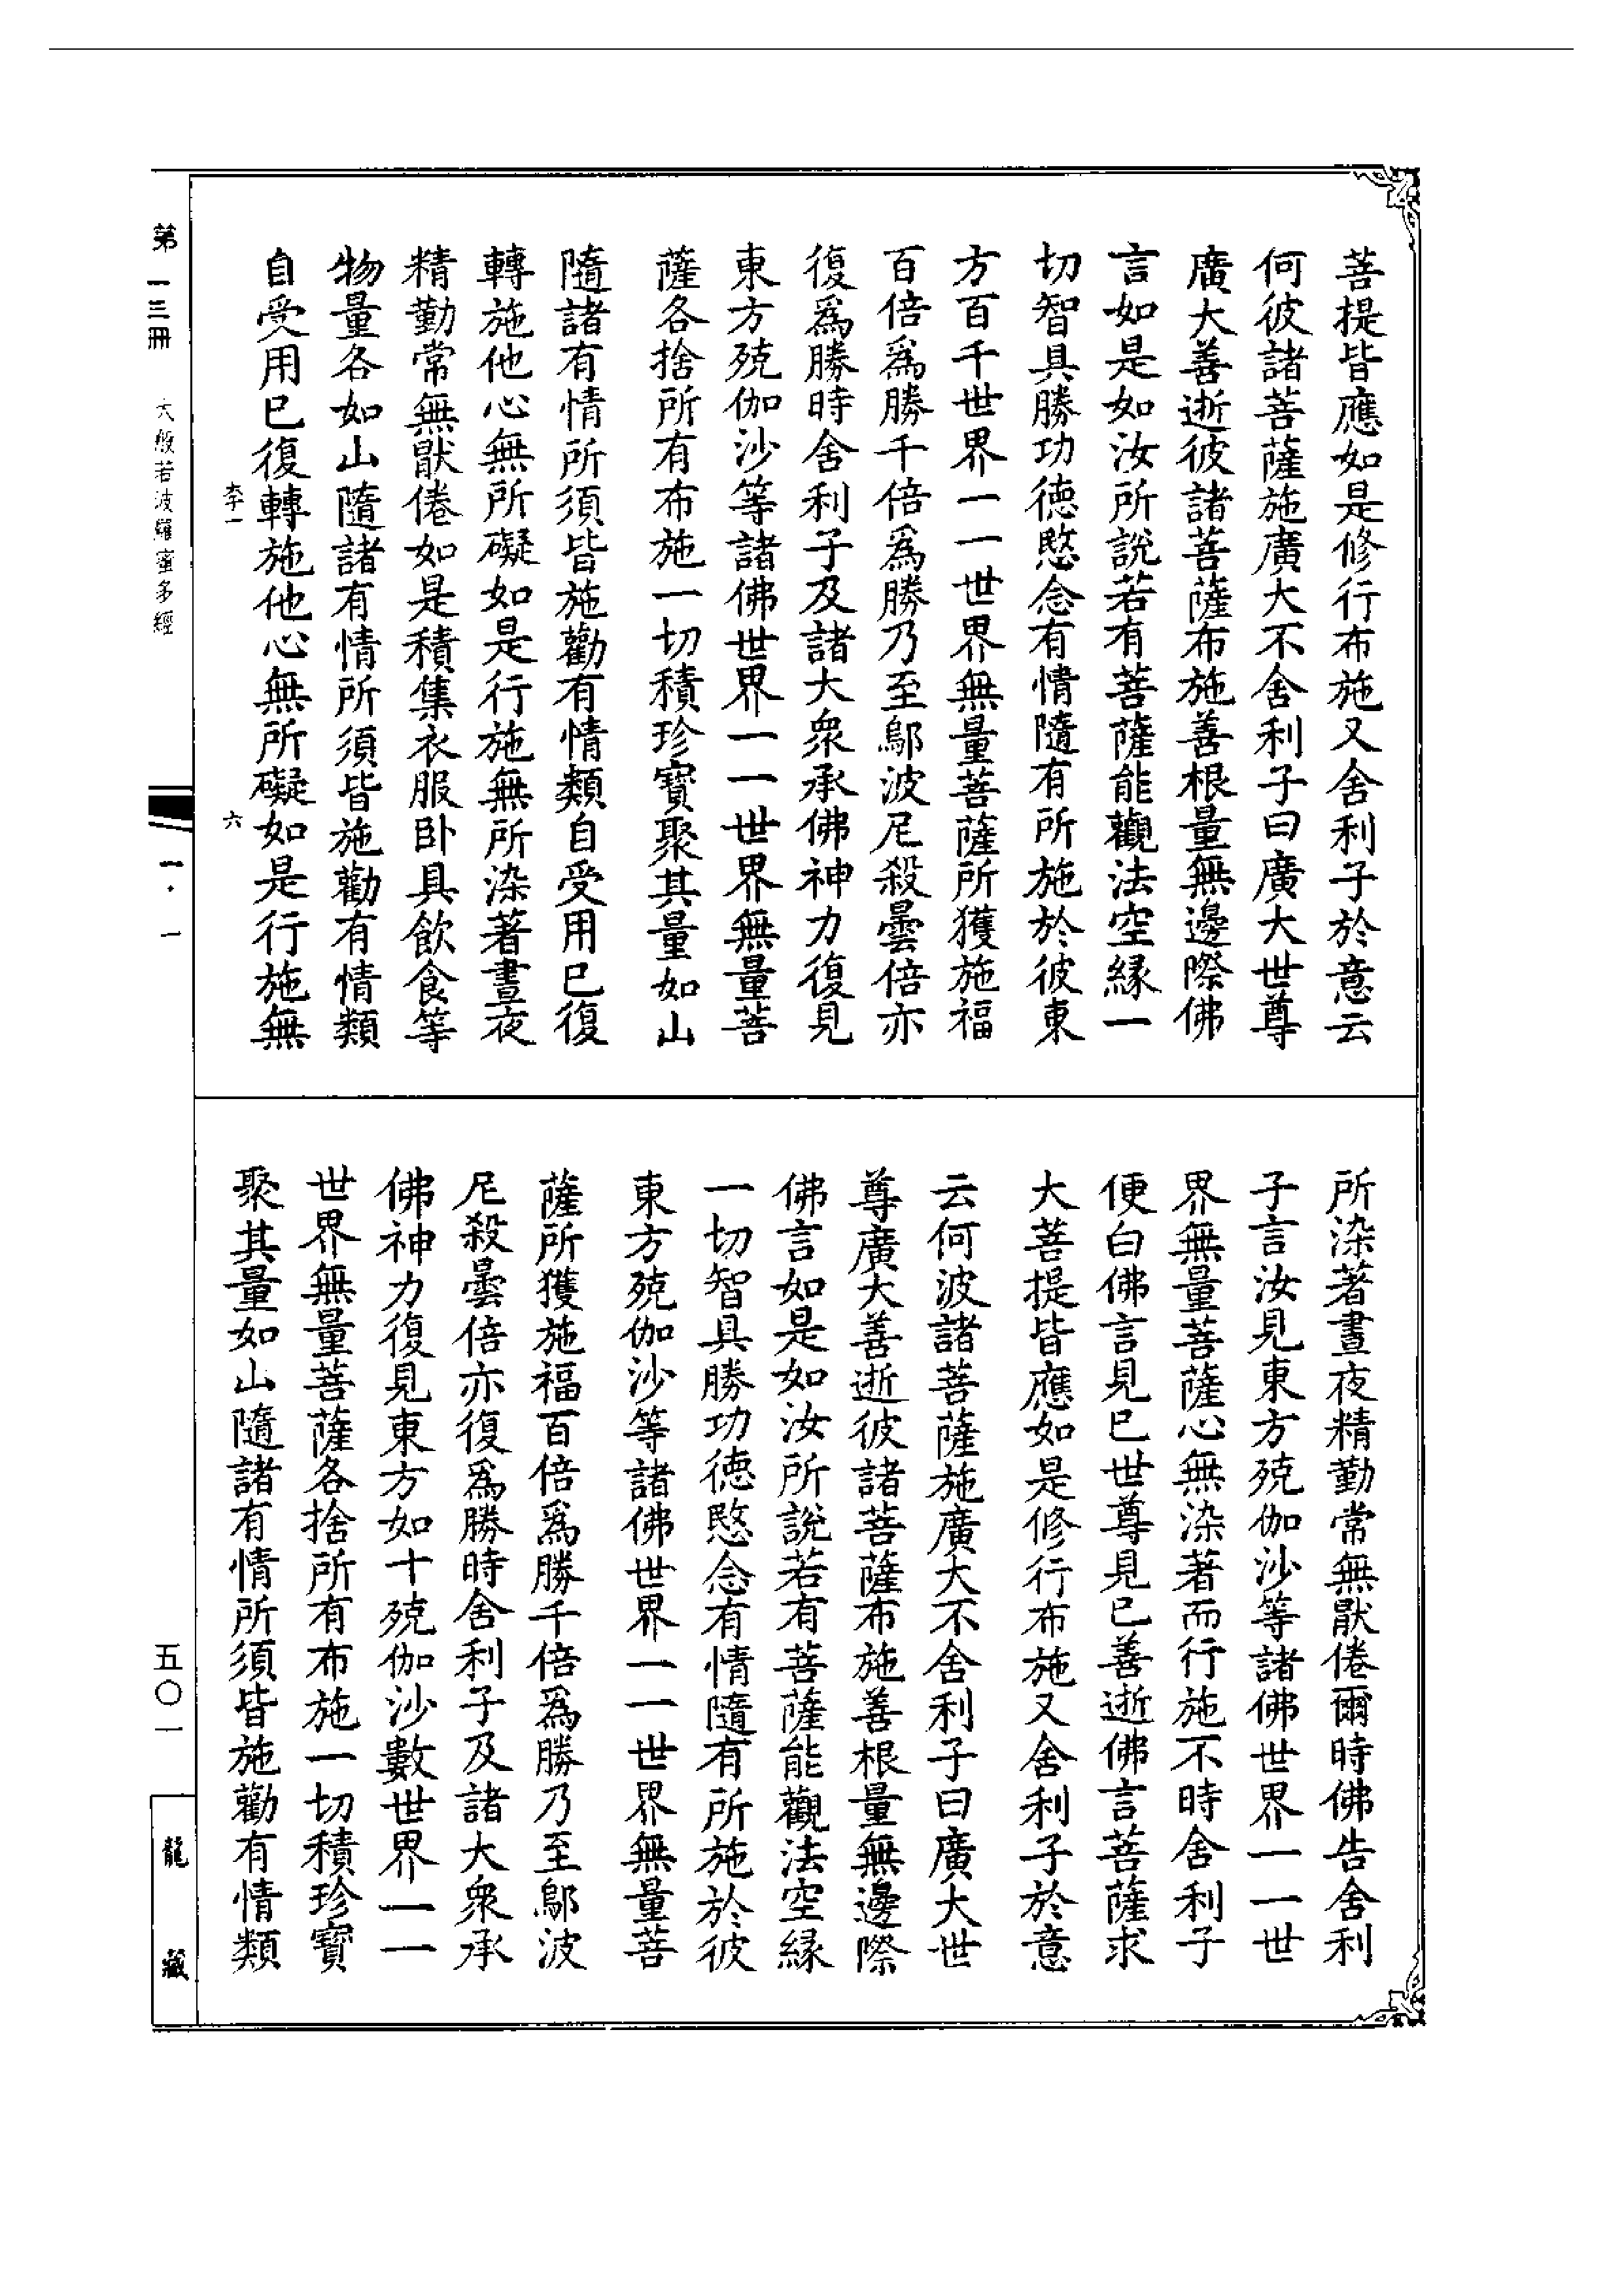 菩提皆應如是修行布施又舍利子於意云
何彼諸菩薩施廣大不舍利子曰廣大世尊
廣大善逝彼諸菩薩布施善根量無邊際佛
言如是如汝所說若有菩薩能觀法空緣一
切智具勝功德愍念有情隨有所施於彼東
方百千世界一一世界無量菩薩所獲施福
百倍爲勝千倍爲勝乃至鄔波尼殺曇倍亦
復爲勝時舍利子及諸大衆承佛神力復見
東方殑伽沙等諸佛世界一一世界無量菩
薩各捨所有布施一切積珍寶聚其量如山
隨諸有情所須皆施勸有情類自受用已復
轉施他心無所礙如是行施無所染著晝夜
精勤常無厭倦如是積集衣服卧具飲食等
物量各如山隨諸有情所須皆施勸有情類
自受用已復轉施他心無所礙如是行施無
李一
六
所染著晝夜精勤常無厭倦爾時佛告舍利
子言汝見東方殑伽沙等諸佛世界一一世
界無量菩薩心無染著而行施不時舍利子
便白佛言見已世尊見已善逝佛言菩薩求
大菩提皆應如是修行布施又舍利子於意
云何波諸菩薩施廣大不舍利子曰廣大世
尊廣大善逝彼諸菩薩布施善根量無邊際
佛言如是如汝所說若有菩薩能觀法空緣
一切智具勝功德愍念有情隨有所施於彼
東方殑伽沙等諸佛世界一一世界無量菩
薩所獲施福百倍爲勝千倍爲勝乃至鄔波
尼殺曇倍亦復爲勝時舍利子及諸大衆承
佛神力復見東方如十殑伽沙數世界一一
世界無量菩薩各捨所有布施一切積珍寶
聚其量如山隨諸有情所須皆施勸有情類
第一三冊 大般若波羅蜜多經
一·一
五〇一
龍藏